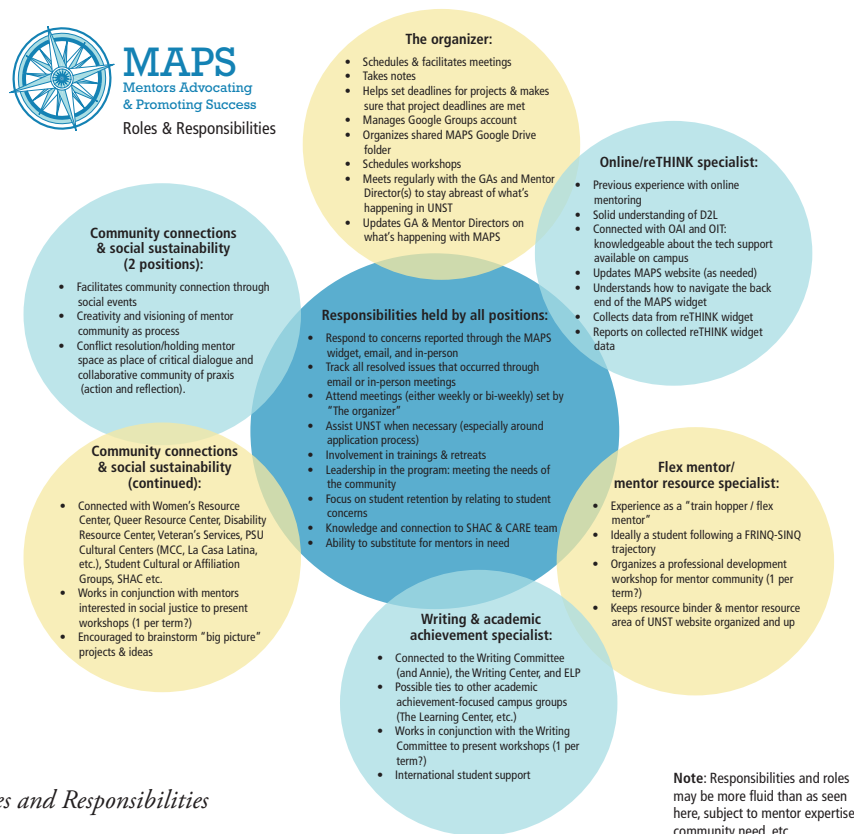 MAPS
Mentors Advocating
& Promoting Success
Roles & Responsibilities
The organizer:
• Schedules & facilitates meetings
• Takes notes
• Helps set deadlines for projects & makes
sure that project deadlines are met
• Manages Google Groups account
• Organizes shared MAPS Google Drive
folder
• Schedules workshops
• Meets regularly with the GAs and Mentor
Director(s) to stay abreast of what's
happening in UNST
• Updates GA & Mentor Directors on
what's happening with MAPS
Online/reTHINK specialist:
• Previous experience with online
mentoring
• Solid understanding of D2L
• Connected with OAI and OIT:
knowledgeable about the tech support
available on campus
• Updates MAPS website (as needed)
• Understands how to navigate the back
end of the MAPS widget
• Collects data from reTHINK widget
• Reports on collected reTHINK widget
data
Community connections
& social sustainability
(2 positions):
• Facilitates community connection through
social events
• Creativity and visioning of mentor
community as process
• Conflict resolution/holding mentor
space as place of critical dialogue and
collaborative community of praxis
(action and reflection).
Responsibilities held by all positions:
• Respond to concerns reported through the MAPS
widget, email, and in-person
• Track all resolved issues that occurred through
email or in-person meetings
• Attend meetings (either weekly or bi-weekly) set by
"The organizer"
• Assist UNST when necessary (especially around
application process)
• Involvement in trainings & retreats
• Leadership in the program: meeting the needs of
the community
• Focus on student retention by relating to student
concerns
• Knowledge and connection to SHAC & CARE team
• Ability to substitute for mentors in need
Community connections
& social sustainability
(continued):
• Connected with Women's Resource
Center, Queer Resource Center, Disability
Resource Center, Veteran's Services, PSU
Cultural Centers (MCC, La Casa Latina,
etc.), Student Cultural or Affiliation
Groups, SHAC etc.
• Works in conjunction with mentors
interested in social justice to present
workshops (1 per term?)
• Encouraged to brainstorm "big picture"
projects & ideas
Flex mentor/
mentor resource specialist:
• Experience as a "train hopper / flex
mentor"
• Ideally a student following a FRINQ-SINQ
trajectory
• Organizes a professional development
workshop for mentor community (1 per
term?)
• Keeps resource binder & mentor resource
area of UNST website organized and up
Writing & academic
achievement specialist:
• Connected to the Writing Committee
(and Annie), the Writing Center, and ELP
• Possible ties to other academic
achievement-focused campus groups
(The Learning Center, etc.)
• Works in conjunction with the Writing
Committee to present workshops (1 per
term?)
• International student support
es and Responsibilities
Note: Responsibilities and roles
may be more fluid than as seen
here, subject to mentor expertise
community need, etc.